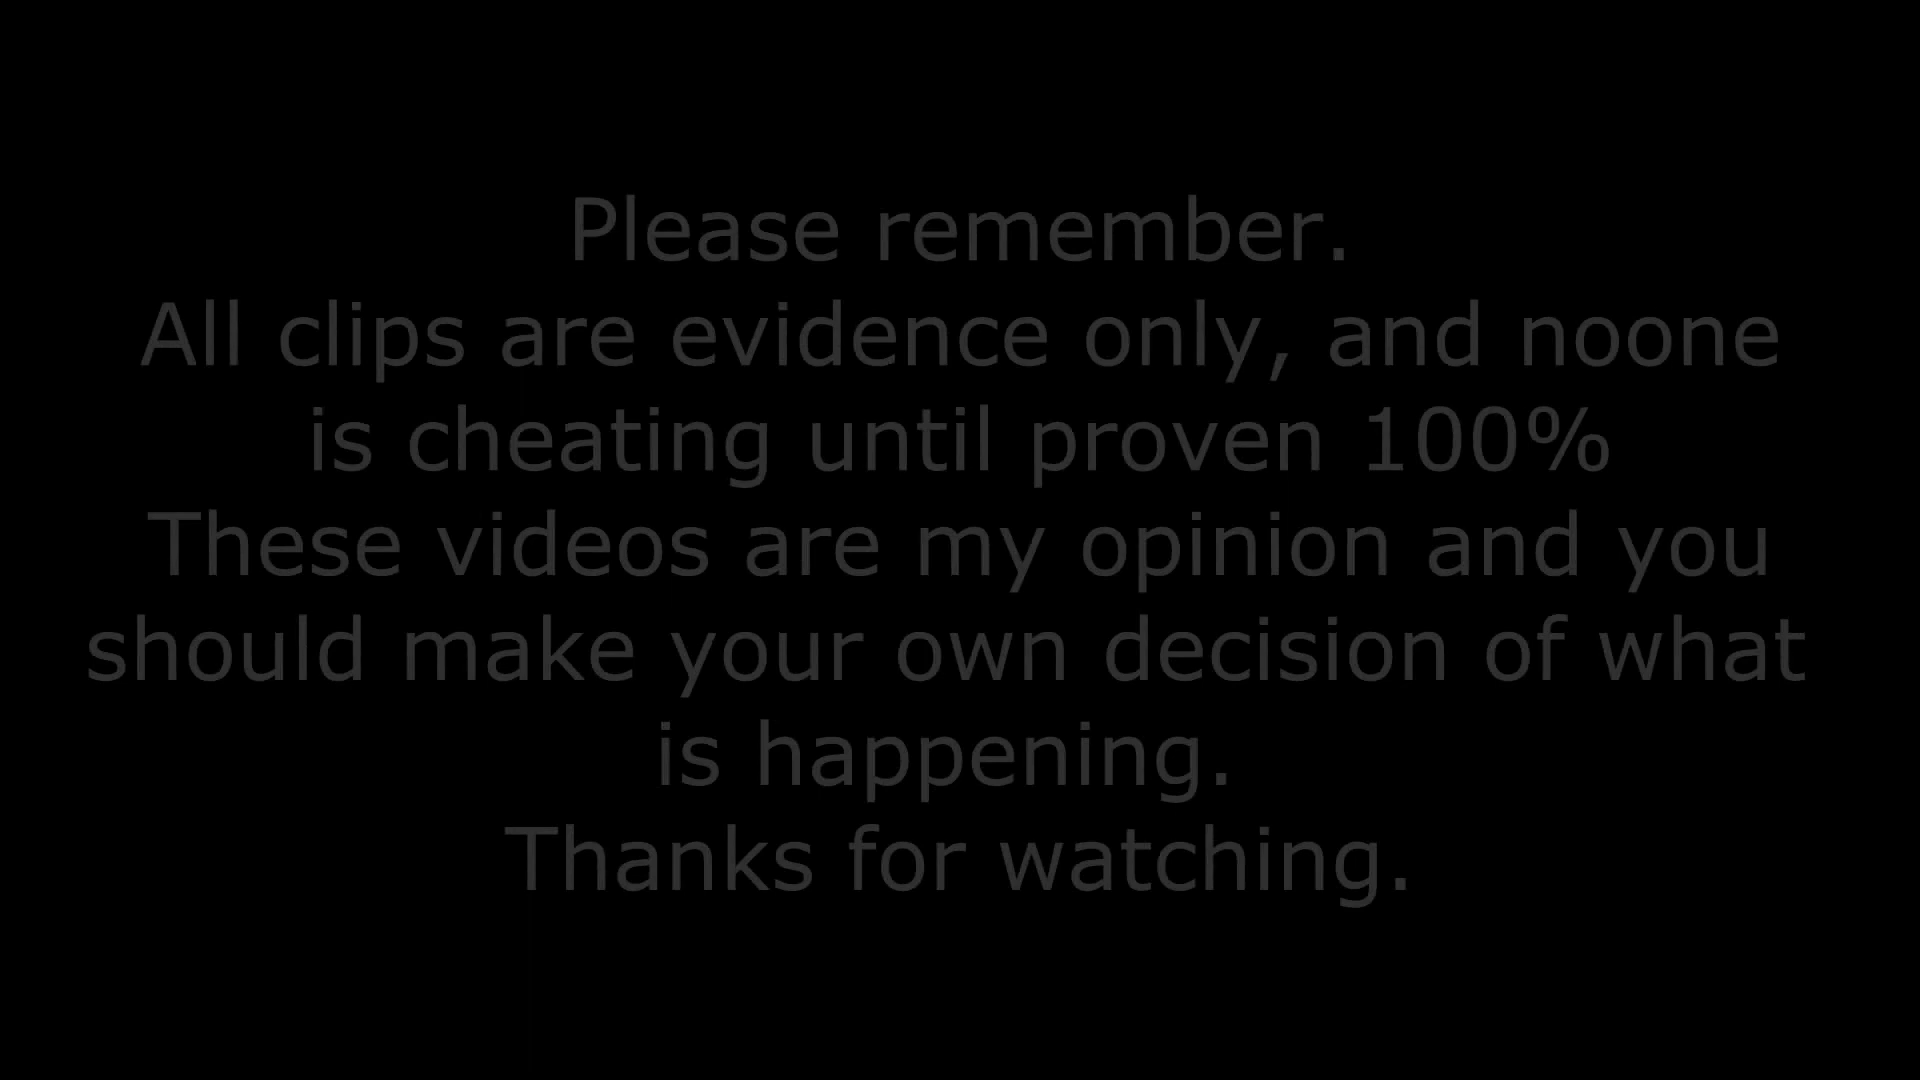 Please remember.
All clips are evidence only, and noone
is cheating until proven 100%
These videos are my opinion and you
should make your own decision of what
is happening.
Thanks for watching.